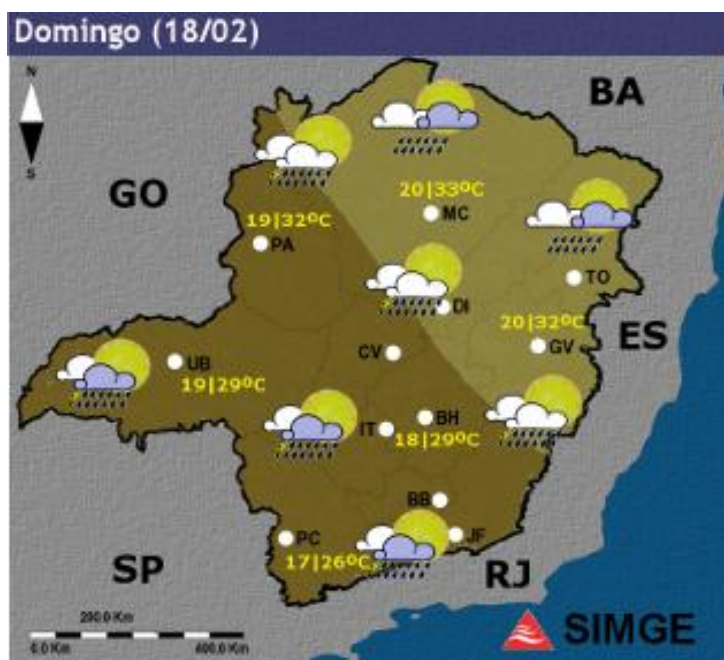 Domingo (18/02)
N
S
BA
GO
20|33ºC
MC
19|32ºC
PA
TO
DI
20|32ºC
ES
GV
CV
UB
19|29ºC
BH
IT
18|29ºC
BB
PC
JF
17|26ºC
SP
RJ
200.0 Km
0.0 Km
400.0 Km
SIMGE